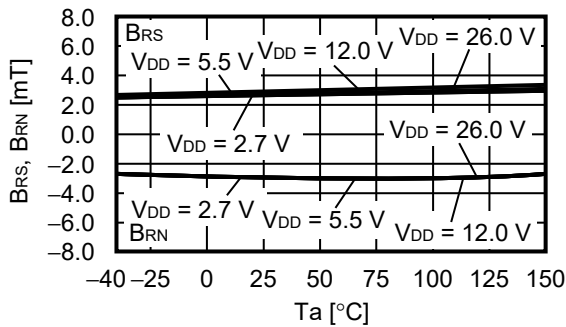 8.0
6.0
4.0
2.0
0.0
−2.0
−4.0
−6.0
−8.0
BRS, BRN [mT]
BRS
VDD = 5.5 V
VDD = 12.0 V
VDD = 26.0 V
VDD = 2.7 V
VDD = 26.0 V
VDD = 2.7 V
VDD = 5.5 V
VDD = 12.0 V
BRN
−40 −25 0 25 50 75 100 125 150
Ta [°C]